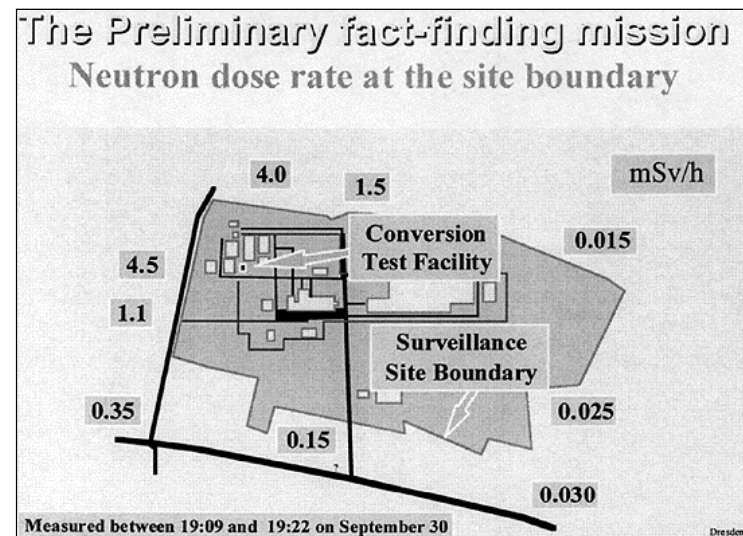 The Preliminary fact-finding mission
Neutron dose rate at the site boundary
mSv/h
4.0
1.5
0.015
Conversion
Test Facility
4.5
1.1
Surveillance
Site Boundary
0.35
0.15
0.025
?
0.030
Measured between 19:09 and 19:22 on September 30
Dresden